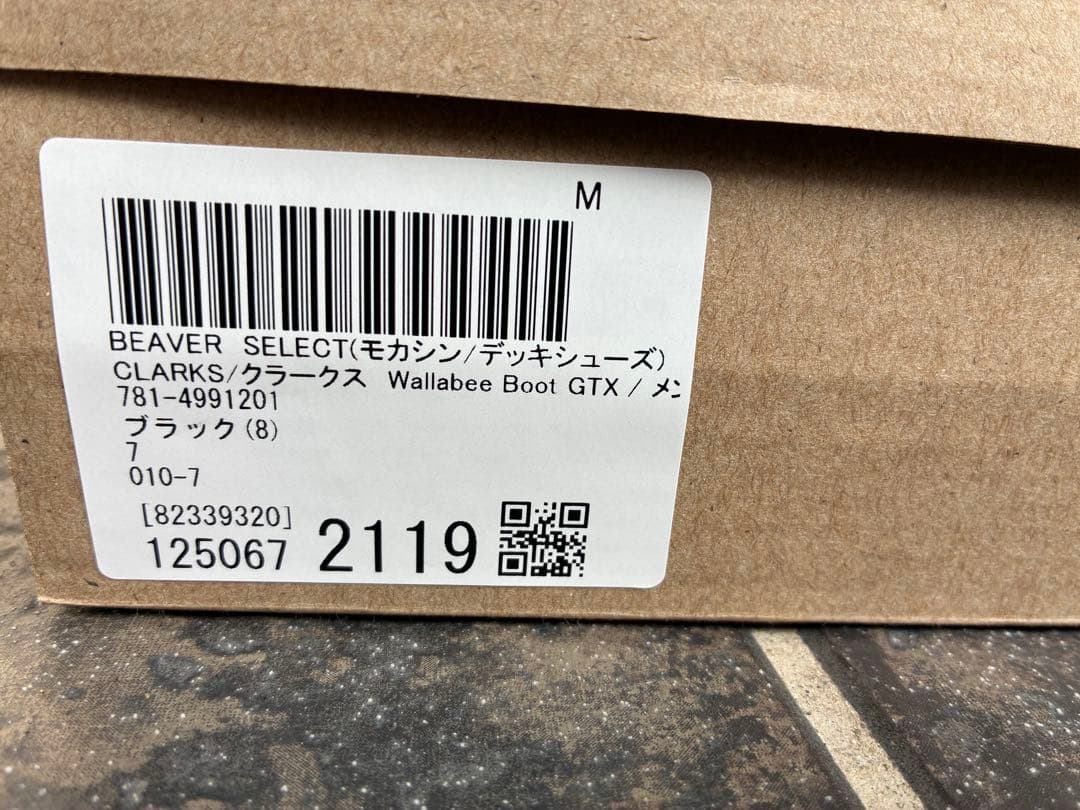 M
BEAVER SELECT(モカシン/デッキシューズ)
CLARKS/クラークス Wallabee Boot GTX / メン
781-4991201
ブラック(8)
7
010-7
[82339320]
125067 2119